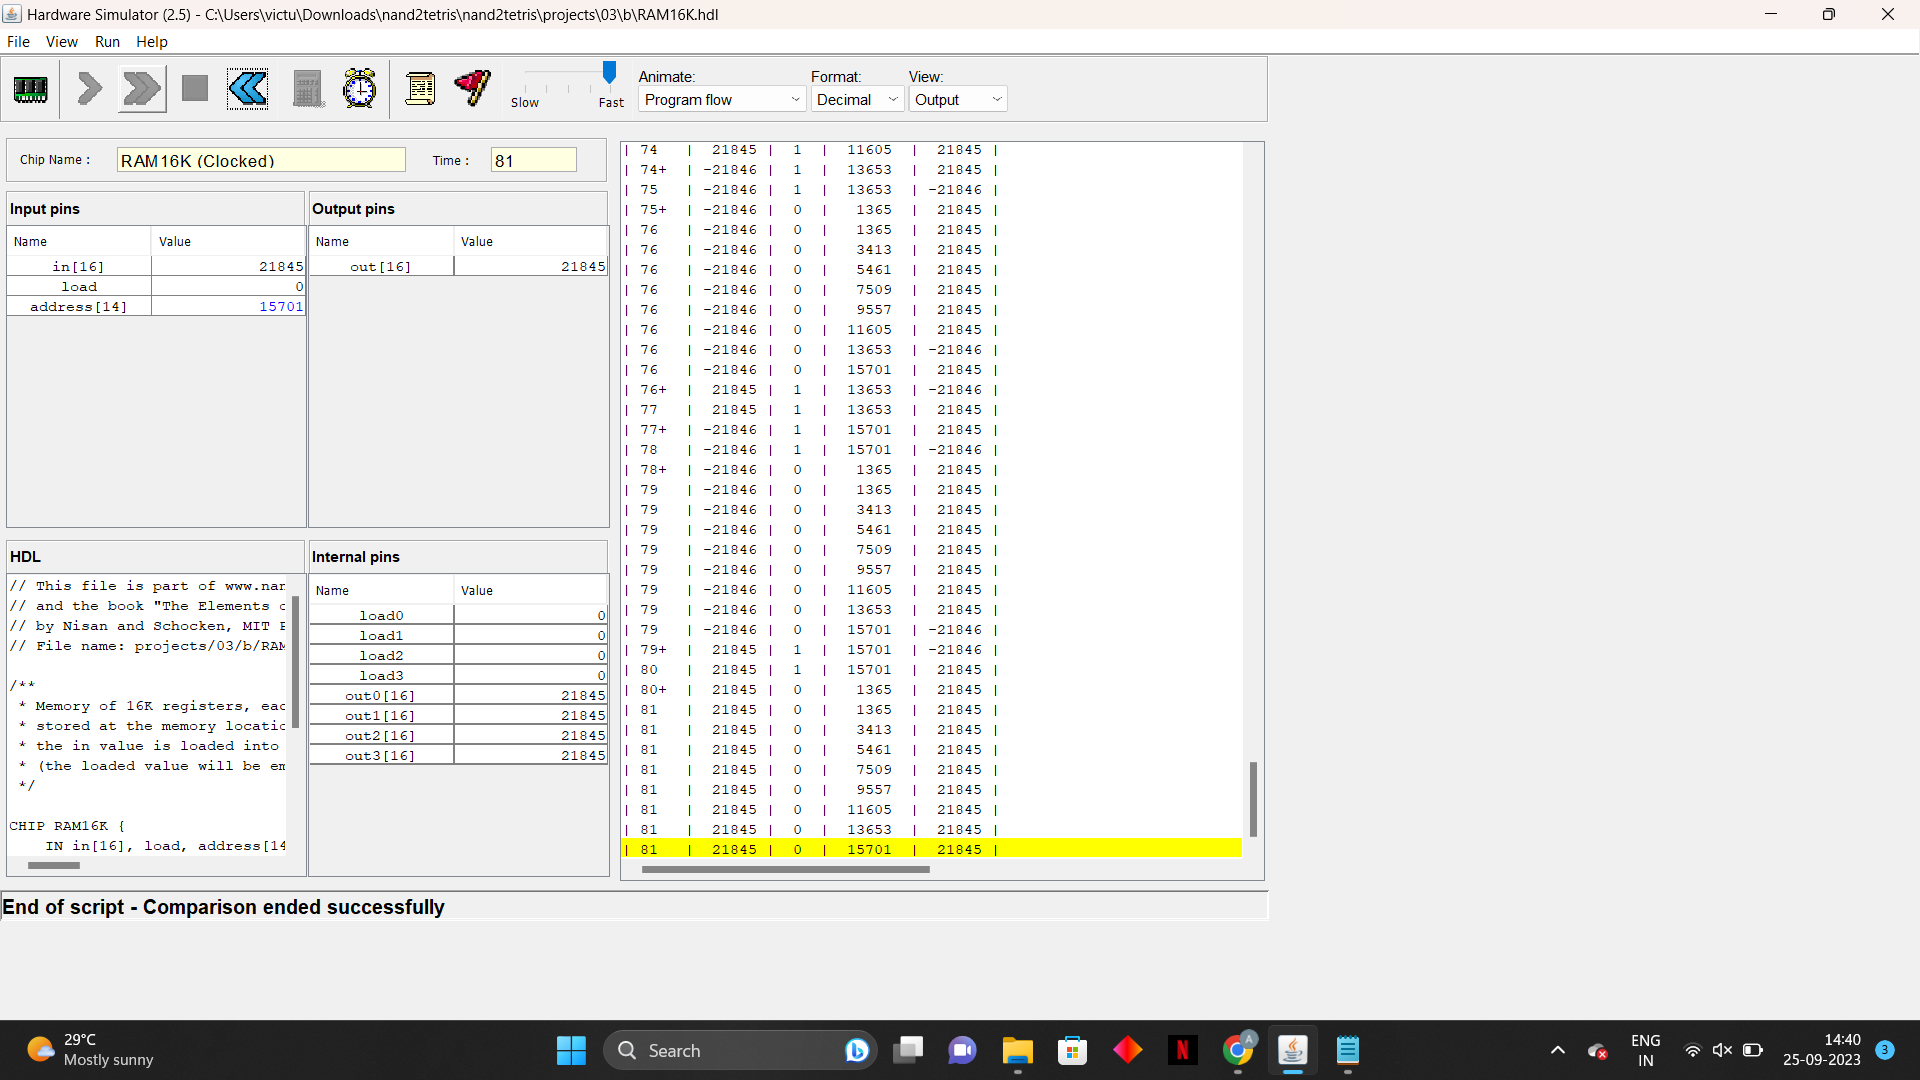 Hardware Simulator (2.5) - C:\Users\victu\Downloads\nand2tetris\nand2tetris\projects\03\b\RAM16K.hdl
File View Run Help
Slow Fast
Animate: Format: View:
Program flow Decimal Output
Chip Name : RAM16K (Clocked) Time : 81
Input pins
Name Value
in[16] 21845
load 0
address[14] 15701
Output pins
Name Value
out[16] 21845
HDL
// This file is part of www.nan
// and the book "The Elements o
// by Nisan and Schocken, MIT P
// File name: projects/03/b/RAM
/**
* Memory of 16K registers, eac
* stored at the memory locatio
* the in value is loaded into
* (the loaded value will be em
*/
CHIP RAM16K {
IN in[16], load, address[14
Internal pins
Name Value
load0 0
load1 0
load2 0
load3 0
out0[16] 21845
out1[16] 21845
out2[16] 21845
out3[16] 21845
| 74 | 21845 | 1 | 11605 | 21845 |
| 74+ | -21846 | 1 | 13653 | 21845 |
| 75 | -21846 | 1 | 13653 | -21846 |
| 75+ | -21846 | 0 | 1365 | 21845 |
| 76 | -21846 | 0 | 1365 | 21845 |
| 76 | -21846 | 0 | 3413 | 21845 |
| 76 | -21846 | 0 | 5461 | 21845 |
| 76 | -21846 | 0 | 7509 | 21845 |
| 76 | -21846 | 0 | 9557 | 21845 |
| 76 | -21846 | 0 | 11605 | 21845 |
| 76 | -21846 | 0 | 13653 | -21846 |
| 76 | -21846 | 0 | 15701 | 21845 |
| 76+ | 21845 | 1 | 13653 | -21846 |
| 77 | 21845 | 1 | 13653 | 21845 |
| 77+ | -21846 | 1 | 15701 | 21845 |
| 78 | -21846 | 1 | 15701 | -21846 |
| 78+ | -21846 | 0 | 1365 | 21845 |
| 79 | -21846 | 0 | 1365 | 21845 |
| 79 | -21846 | 0 | 3413 | 21845 |
| 79 | -21846 | 0 | 5461 | 21845 |
| 79 | -21846 | 0 | 7509 | 21845 |
| 79 | -21846 | 0 | 9557 | 21845 |
| 79 | -21846 | 0 | 11605 | 21845 |
| 79 | -21846 | 0 | 13653 | 21845 |
| 79 | -21846 | 0 | 15701 | -21846 |
| 79+ | 21845 | 1 | 15701 | -21846 |
| 80 | 21845 | 1 | 15701 | 21845 |
| 80+ | 21845 | 0 | 1365 | 21845 |
| 81 | 21845 | 0 | 1365 | 21845 |
| 81 | 21845 | 0 | 3413 | 21845 |
| 81 | 21845 | 0 | 5461 | 21845 |
| 81 | 21845 | 0 | 7509 | 21845 |
| 81 | 21845 | 0 | 9557 | 21845 |
| 81 | 21845 | 0 | 11605 | 21845 |
| 81 | 21845 | 0 | 13653 | 21845 |
| 81 | 21845 | 0 | 15701 | 21845 |
End of script - Comparison ended successfully
29°C
Mostly sunny
Search
N
A
ENG
IN
14:40
25-09-2023
3